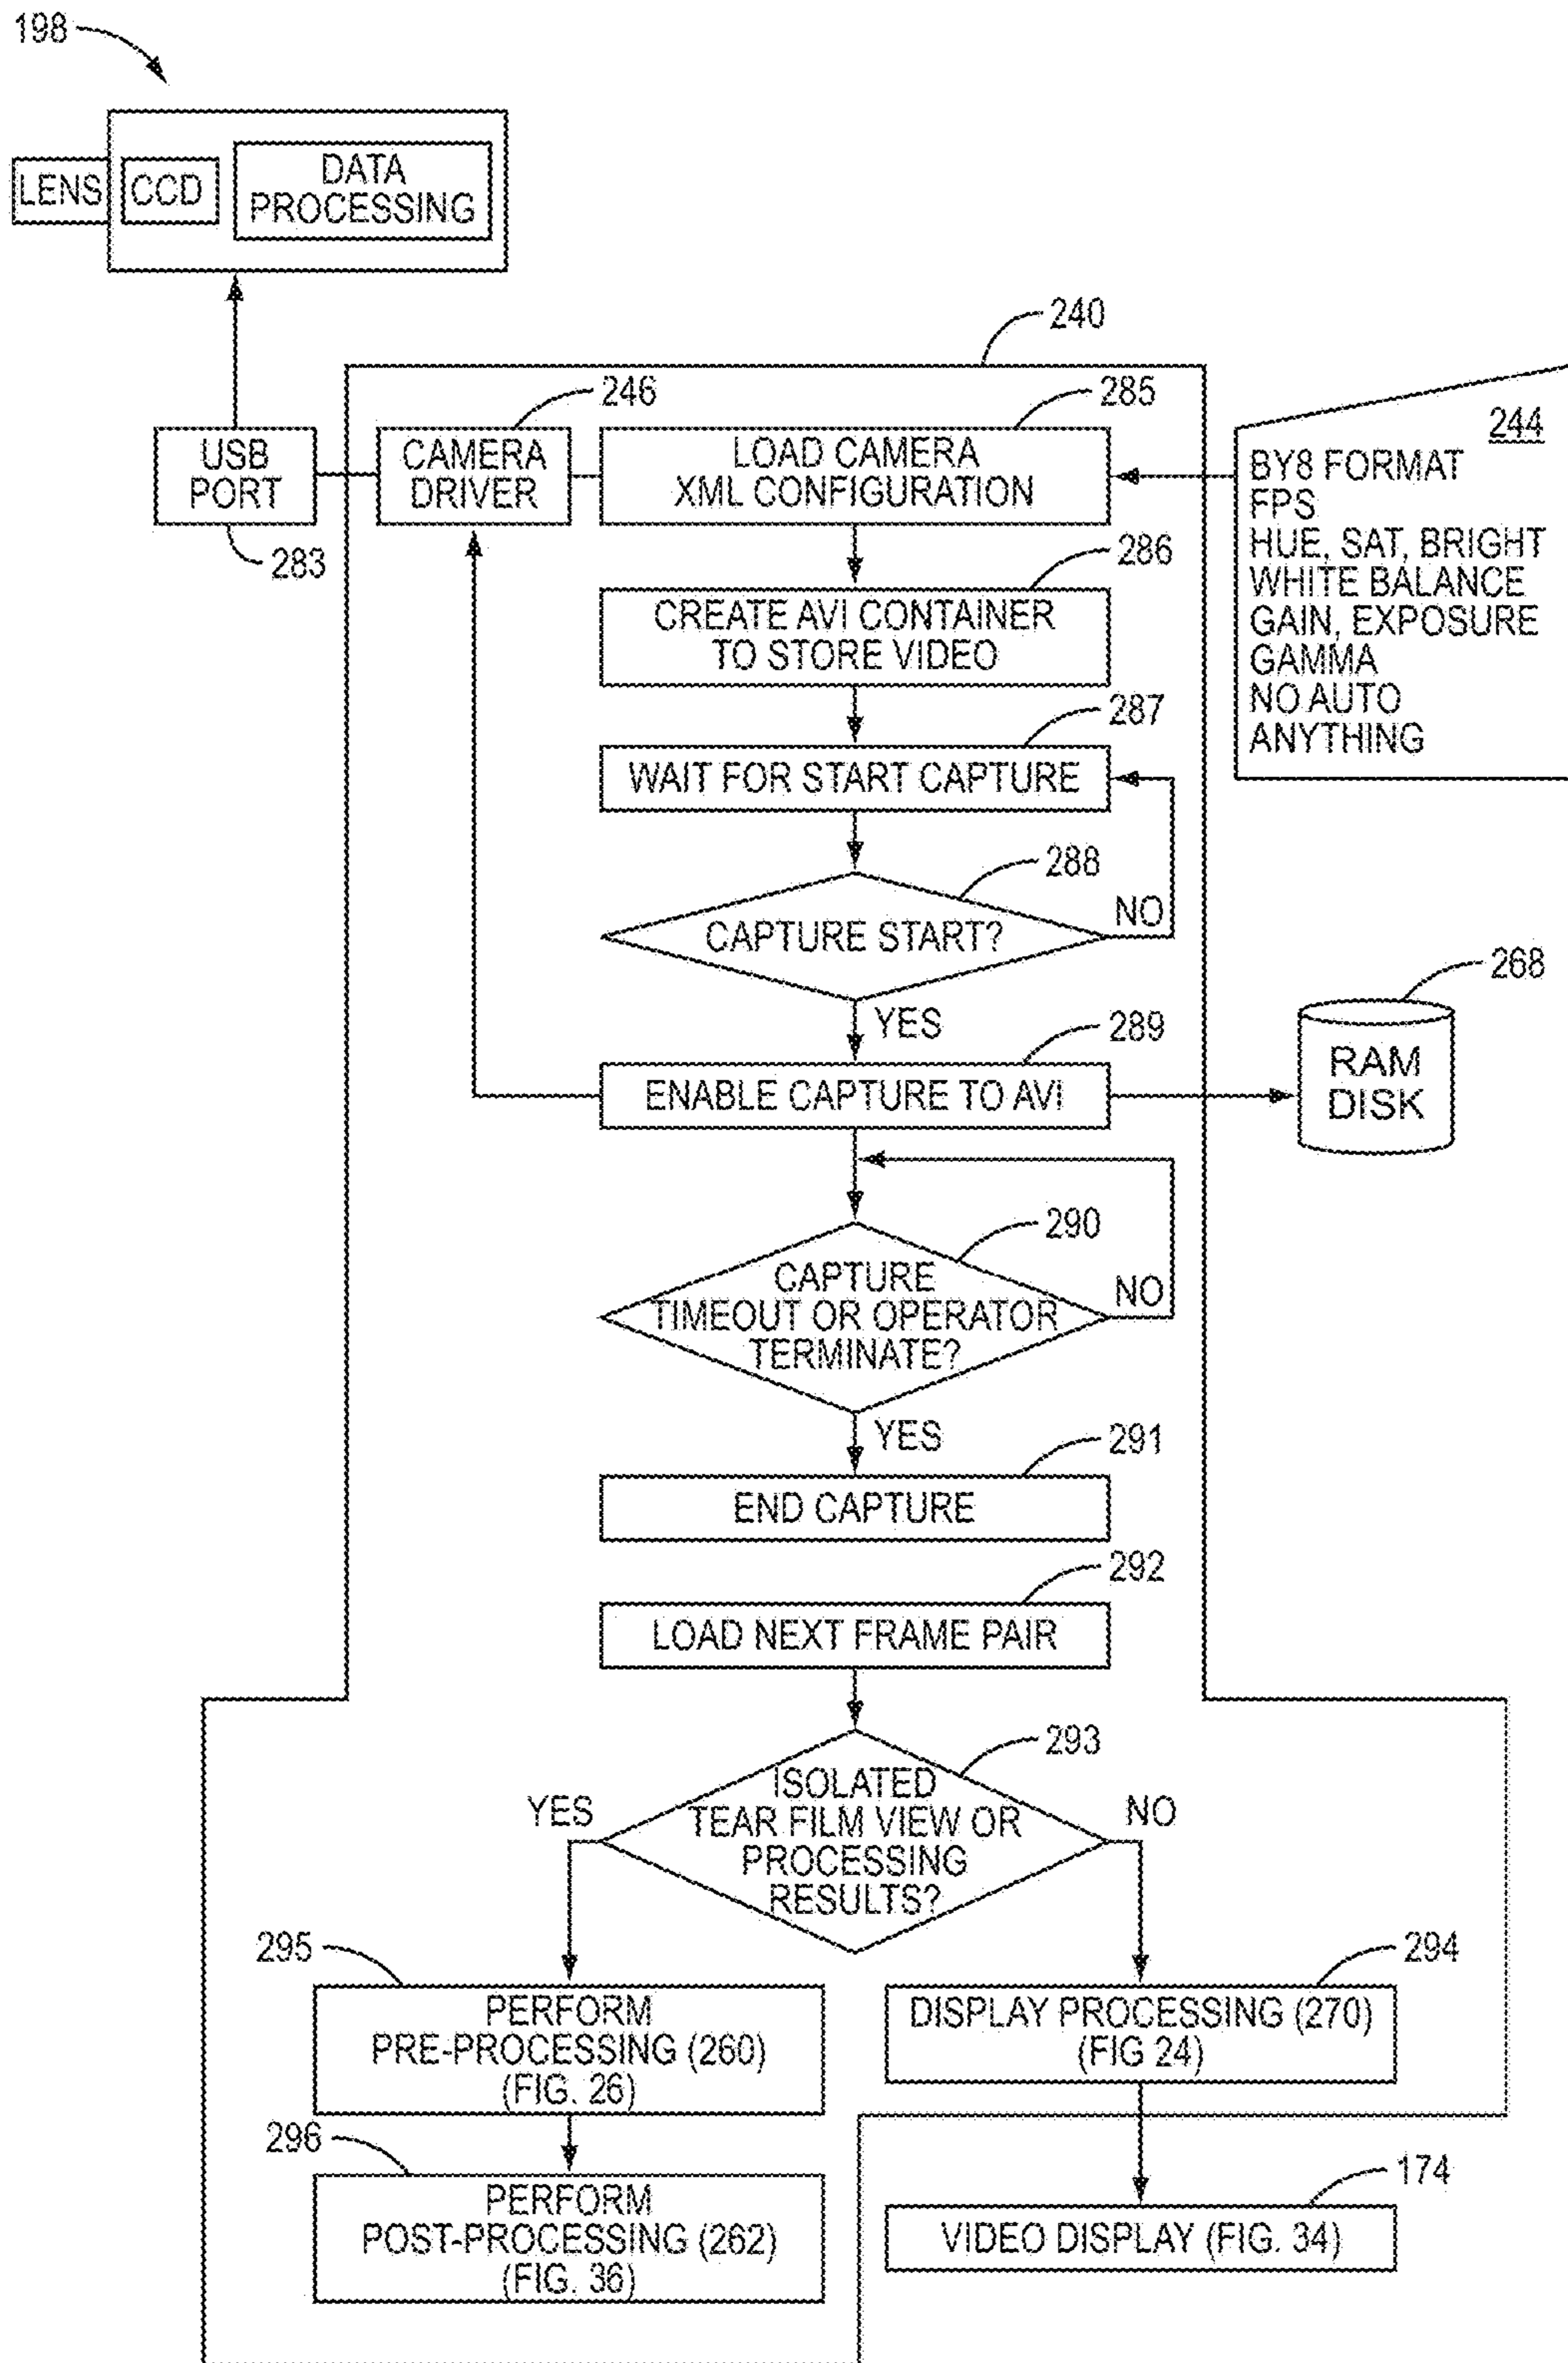 198
LENS
CCD
DATA
PROCESSING
240
246
285
USB
PORT
283
CAMERA
DRIVER
LOAD CAMERA
XML CONFIGURATION
244
BY8 FORMAT
FPS
HUE, SAT, BRIGHT
WHITE BALANCE
GAIN, EXPOSURE
GAMMA
NO AUTO
ANYTHING
286
CREATE AVI CONTAINER
TO STORE VIDEO
287
WAIT FOR START CAPTURE
288
CAPTURE START?
NO
YES
289
ENABLE CAPTURE TO AVI
268
RAM
DISK
290
CAPTURE
TIMEOUT OR OPERATOR
TERMINATE?
NO
YES
291
END CAPTURE
292
LOAD NEXT FRAME PAIR
293
ISOLATED
TEAR FILM VIEW OR
PROCESSING
RESULTS?
YES
NO
295
PERFORM
PRE-PROCESSING (260)
(FIG. 26)
294
DISPLAY PROCESSING (270)
(FIG 24)
296
PERFORM
POST-PROCESSING (262)
(FIG. 36)
174
VIDEO DISPLAY (FIG. 34)